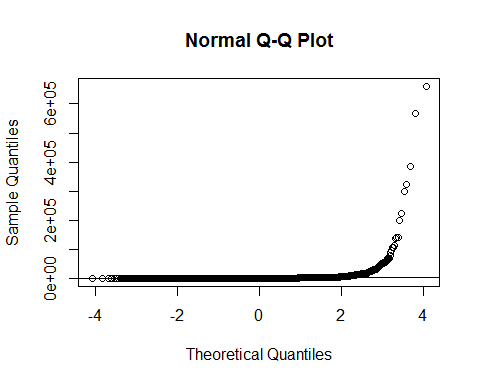 Normal Q-Q Plot
Sample Quantiles
6e+05
4e+05
2e+05
0e+00
-4 -2 0 2 4
Theoretical Quantiles